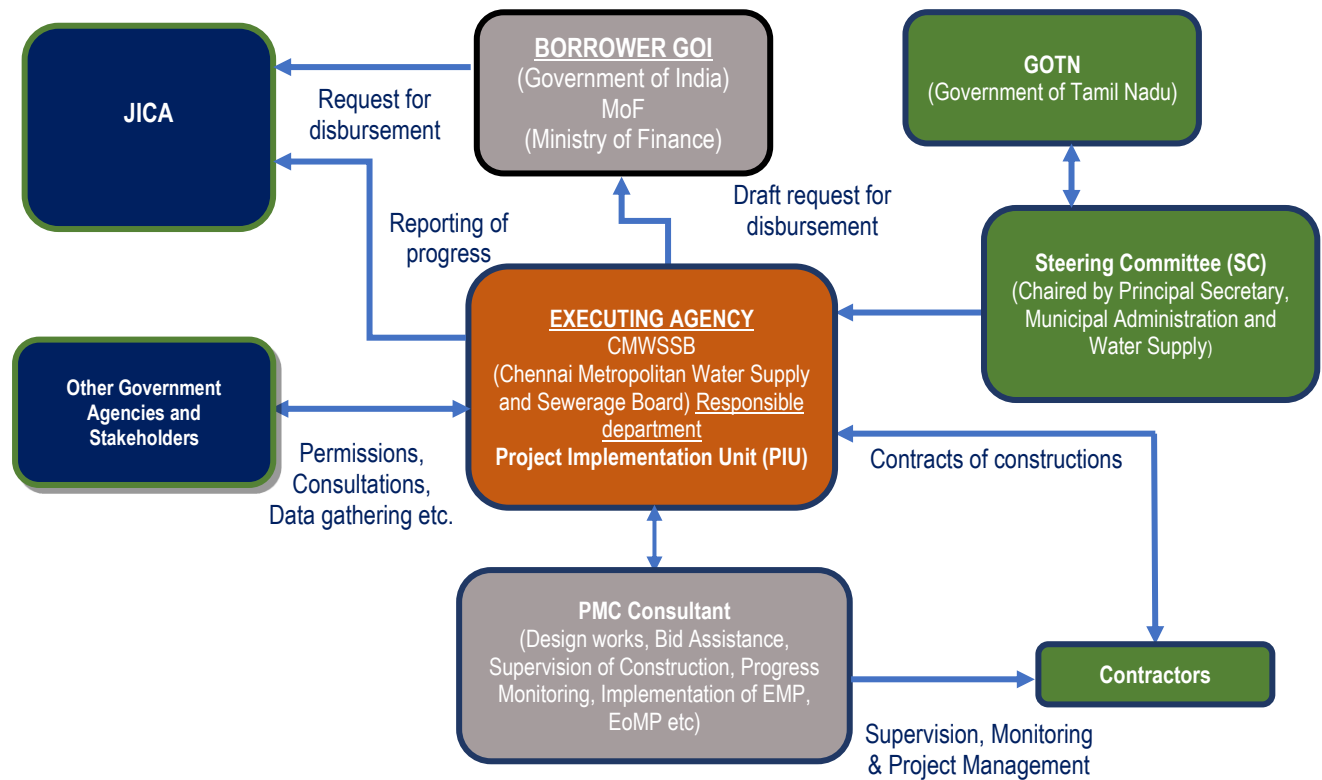 JICA
Request for
disbursement
BORROWER GOI
(Government of India)
MoF
(Ministry of Finance)
GOTN
(Government of Tamil Nadu)
Draft request for
disbursement
Reporting of
progress
Steering Committee (SC)
(Chaired by Principal Secretary,
Municipal Administration and
Water Supply)
EXECUTING AGENCY
CMWSSB
(Chennai Metropolitan Water Supply
and Sewerage Board) Responsible
department
Project Implementation Unit (PIU)
Other Government
Agencies and
Stakeholders
Permissions,
Consultations,
Data gathering etc.
Contracts of constructions
PMC Consultant
(Design works, Bid Assistance,
Supervision of Construction, Progress
Monitoring, Implementation of EMP,
EoMP etc)
Contractors
Supervision, Monitoring
& Project Management